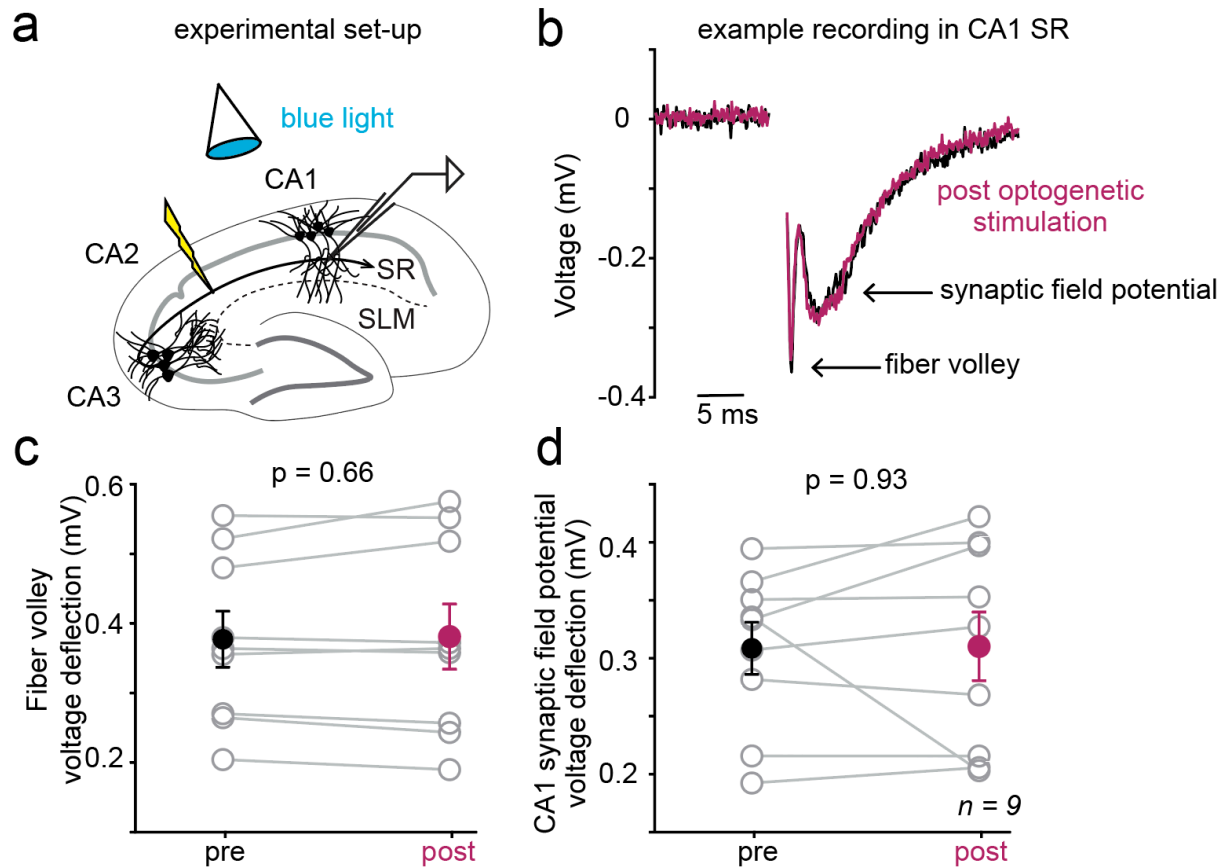 a
experimental set-up
blue light
CA1
CA2
SR
SLM
CA3
b
example recording in CA1 SR
0
-0.2
-0.4
Voltage (mV)
post optogenetic
stimulation
synaptic field potential
fiber volley
5 ms
c
p = 0.66
0.6
0.4
0.2
Fiber volley
voltage deflection (mV)
pre
post
d
p = 0.93
0.4
0.3
0.2
CA1 synaptic field potential
voltage deflection (mV)
n = 9
pre
post